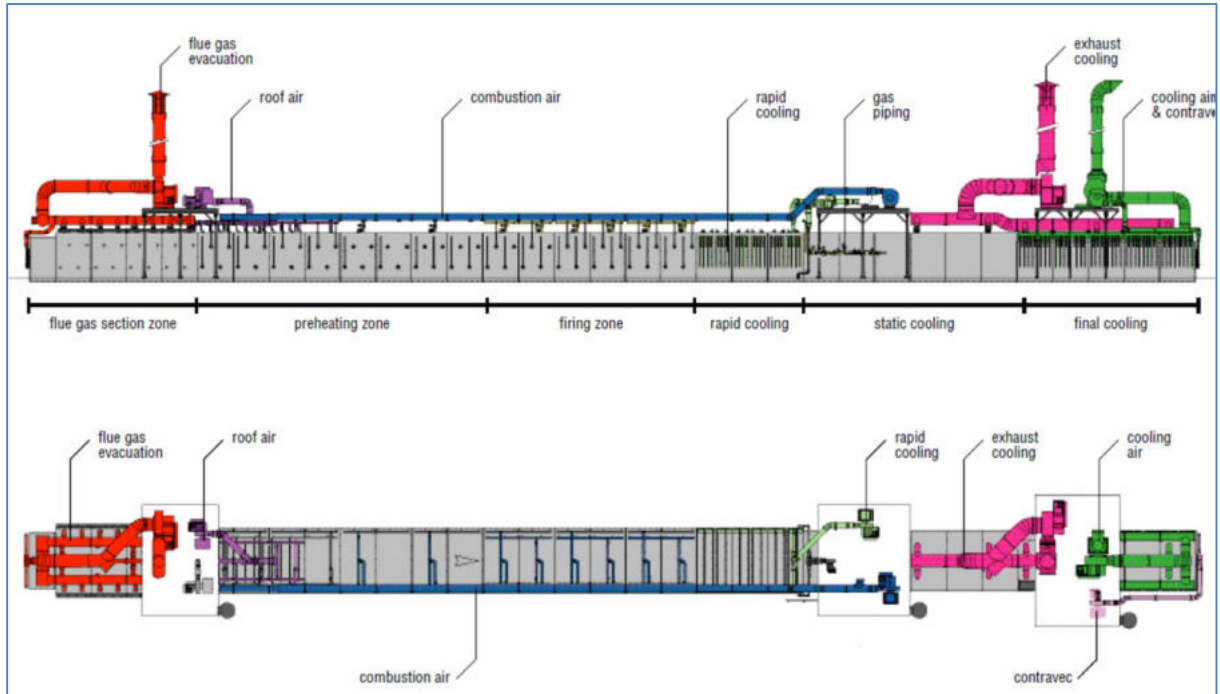 flue gas
evacuation
roof air
combustion air
rapid
cooling
gas
piping
exhaust
cooling
cooling air
& contravec
flue gas section zone
preheating zone
firing zone
rapid cooling
static cooling
final cooling
flue gas
evacuation
roof air
rapid
cooling
exhaust
cooling
cooling
air
combustion air
contravec